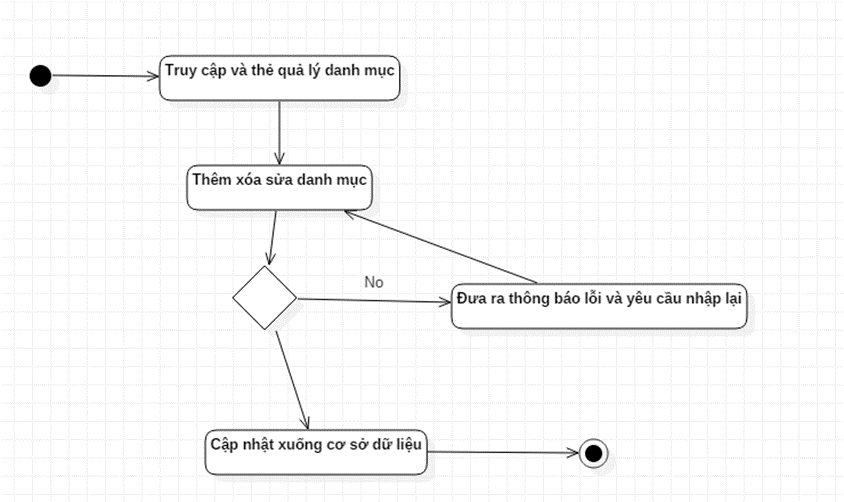 Truy cập và thẻ quả lý danh mục
Thêm xóa sửa danh mục
No
Đưa ra thông báo lỗi và yêu cầu nhập lại
Cập nhật xuống cơ sở dữ liệu